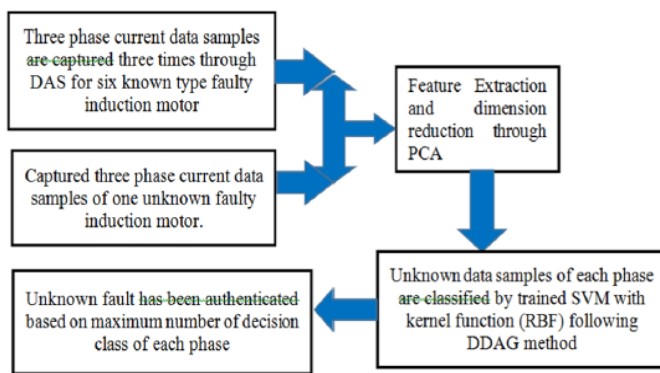 Three phase current data samples
are captured three times through
DAS for six known type faulty
induction motor
Captured three phase current data
samples of one unknown faulty
induction motor.
Feature Extraction
and dimension
reduction through
PCA
Unknown data samples of each phase
are classified by trained SVM with
kernel function (RBF) following
DDAG method
Unknown fault has been authenticated
based on maximum number of decision
class of each phase